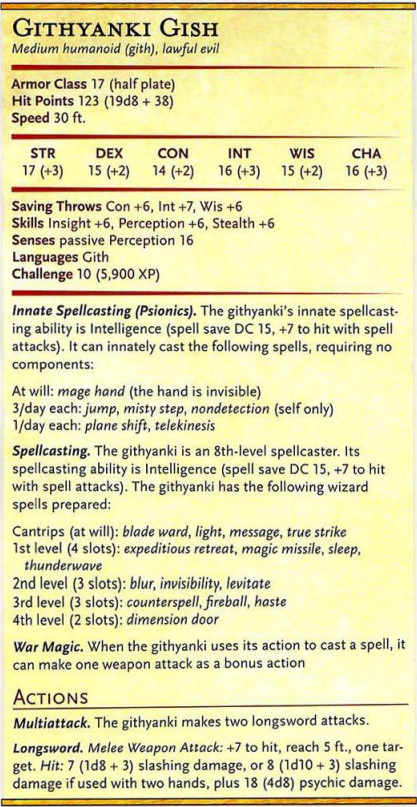 GITHYANKI GISH
Medium humanoid (gith), lawful evil
Armor Class 17 (half plate)
Hit Points 123 (19d8 + 38)
Speed 30 ft.
STR DEX CON INT WIS CHA
17 (+3) 15 (+2) 14 (+2) 16 (+3) 15 (+2) 16 (+3)
Saving Throws Con +6, Int +7, Wis +6
Skills Insight +6, Perception +6, Stealth +6
Senses passive Perception 16
Languages Gith
Challenge 10 (5,900 XP)
Innate Spellcasting (Psionics). The githyanki's innate spellcast-
ing ability is Intelligence (spell save DC 15, +7 to hit with spell
attacks). It can innately cast the following spells, requiring no
components:
At will: mage hand (the hand is invisible)
3/day each: jump, misty step, nondetection (self only)
1/day each: plane shift, telekinesis
Spellcasting. The githyanki is an 8th-level spellcaster. Its
spellcasting ability is Intelligence (spell save DC 15, +7 to hit
with spell attacks). The githyanki has the following wizard
spells prepared:
Cantrips (at will): blade ward, light, message, true strike
1st level (4 slots): expeditious retreat, magic missile, sleep,
thunderwave
2nd level (3 slots): blur, invisibility, levitate
3rd level (3 slots): counterspell, fireball, haste
4th level (2 slots): dimension door
War Magic. When the githyanki uses its action to cast a spell, it
can make one weapon attack as a bonus action
ACTIONS
Multiattack. The githyanki makes two longsword attacks.
Longsword. Melee Weapon Attack: +7 to hit, reach 5 ft., one tar-
get. Hit: 7 (1d8 + 3) slashing damage, or 8 (1d10 + 3) slashing
damage if used with two hands, plus 18 (4d8) psychic damage.